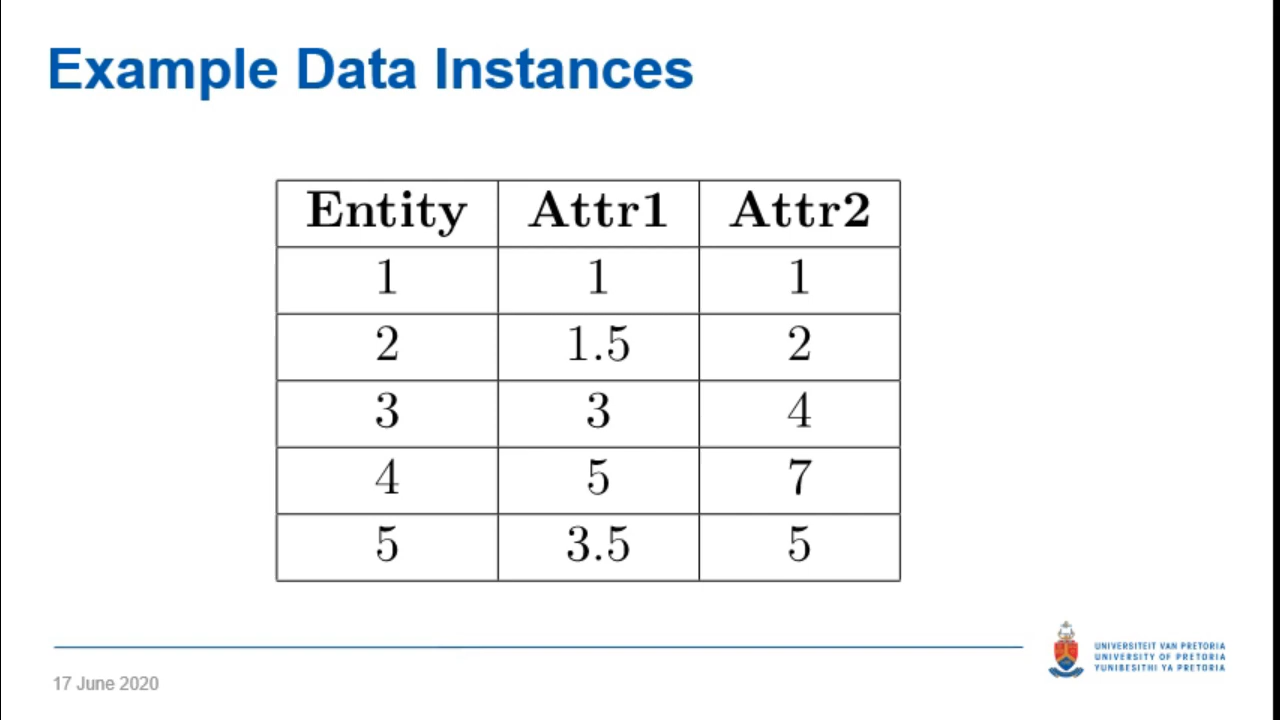 Example Data Instances
Entity Attr1 Attr2
1 1 1
2 1.5 2
3 3 4
4 5 7
5 3.5 5
UNIVERSITEIT VAN PRETORIA
UNIVERSITY OF PRETORIA
YUNIBESITHI YA PRETORIA
17 June 2020